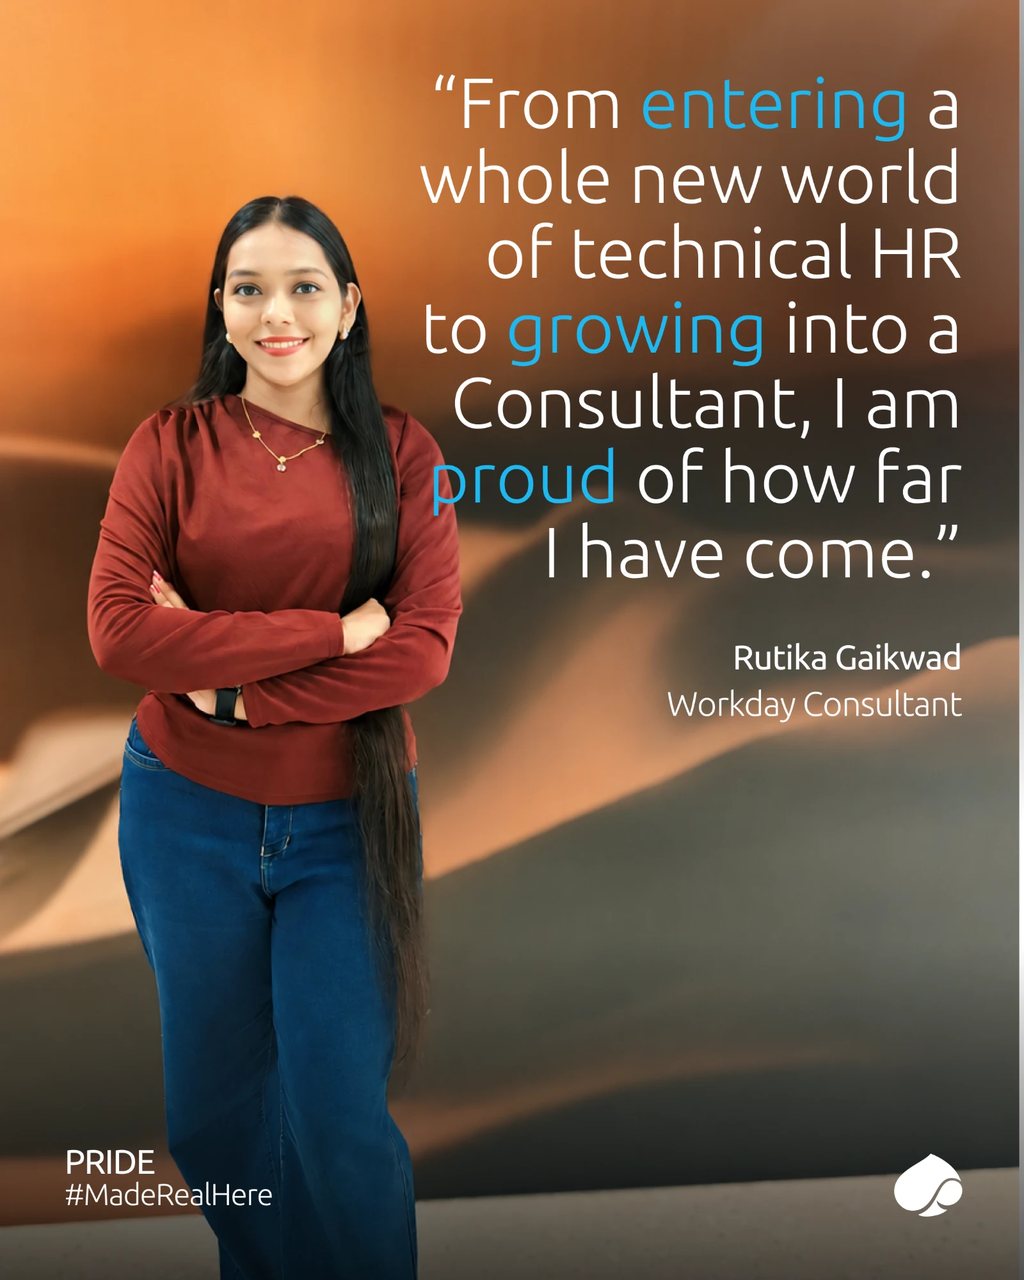 “From entering a
whole new world
of technical HR
to growing into a
Consultant, I am
proud of how far
I have come.”
Rutika Gaikwad
Workday Consultant
PRIDE
#MadeRealHere